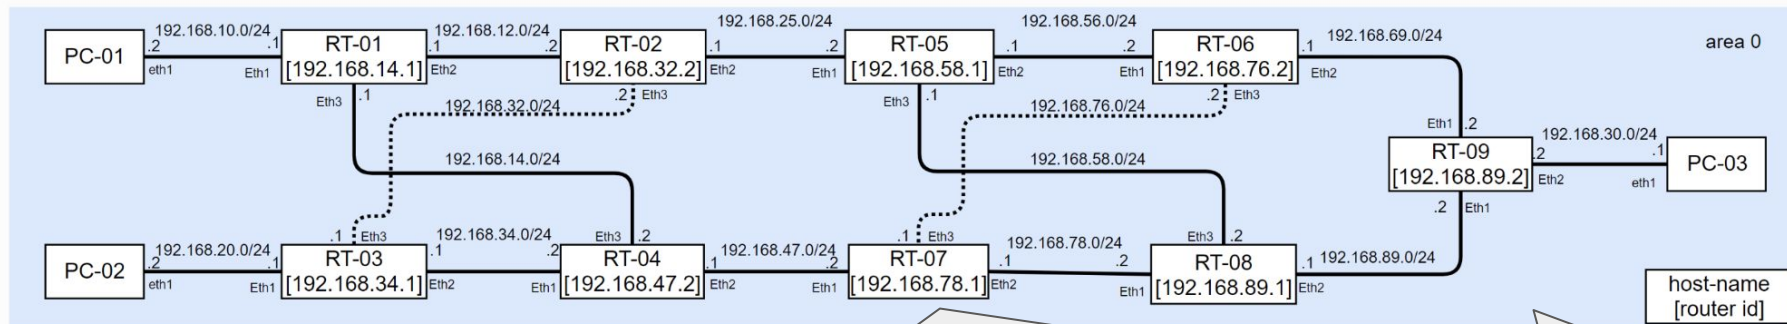 192.168.25.0/24
192.168.56.0/24
192.168.10.0/24
192.168.12.0/24
192.168.69.0/24
area 0
PC-01
.2
eth1
.1
Eth1
RT-01
[192.168.14.1]
.1
Eth2
.2
RT-02
[192.168.32.2]
.1
Eth2
.2
Eth1
RT-05
[192.168.58.1]
.1
Eth2
.2
Eth1
RT-06
[192.168.76.2]
.1
Eth2
Eth3
.1
192.168.32.0/24
.2
Eth3
Eth3
.1
192.168.76.0/24
.2
Eth3
Eth1
.2
192.168.30.0/24
RT-09
[192.168.89.2]
.2
Eth2
.1
eth1
PC-03
.2
Eth1
192.168.14.0/24
192.168.58.0/24
PC-02
.2
eth1
192.168.20.0/24
.1
Eth1
.1
Eth3
RT-03
[192.168.34.1]
.1
Eth2
192.168.34.0/24
.2
Eth1
Eth3
.2
RT-04
[192.168.47.2]
.1
Eth2
192.168.47.0/24
.2
Eth1
.1
Eth3
RT-07
[192.168.78.1]
.1
Eth2
192.168.78.0/24
.2
Eth1
Eth3
.2
RT-08
[192.168.89.1]
.1
Eth2
192.168.89.0/24
host-name
[router id]